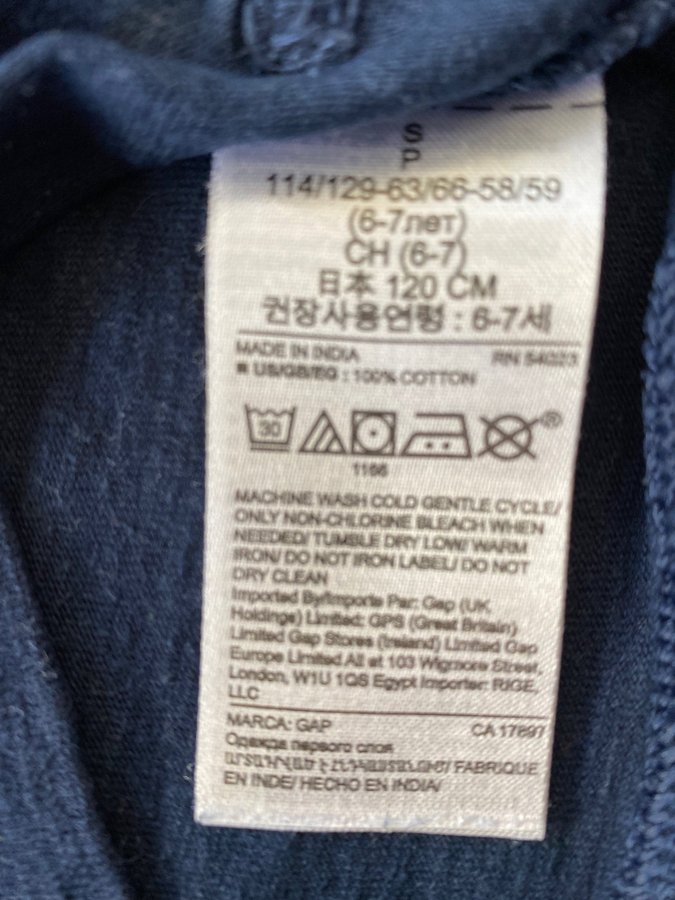 S
P
114/129-63/66-58/59
(6-7лет)
CH (6-7)
日本 120 CM
권장사용연령 : 6-7세
MADE IN INDIA RN 54023
US/GB/EG : 100% COTTON
30
1166
MACHINE WASH COLD GENTLE CYCLE/
ONLY NON-CHLORINE BLEACH WHEN
NEEDED/ TUMBLE DRY LOW/ WARM
IRON/ DO NOT IRON LABEL/ DO NOT
DRY CLEAN
Imported By/Importe Par: Gap (UK
Holdings) Limited: GPS (Great Britain)
Limited Gap Stores (Ireland) Limited Gap
Europe Limited All at 103 Wigmore Street,
London, W1U 1QS Egypt Importer: RIGE,
LLC
MARCA: GAP CA 17897
Одежда первого слоя
ԱՐՏԱԴՐՎԱԾ Է ՀՆԴԿԱՍՏԱՆՈՒՄ/ FABRIQUE
EN INDE/ HECHO EN INDIA/